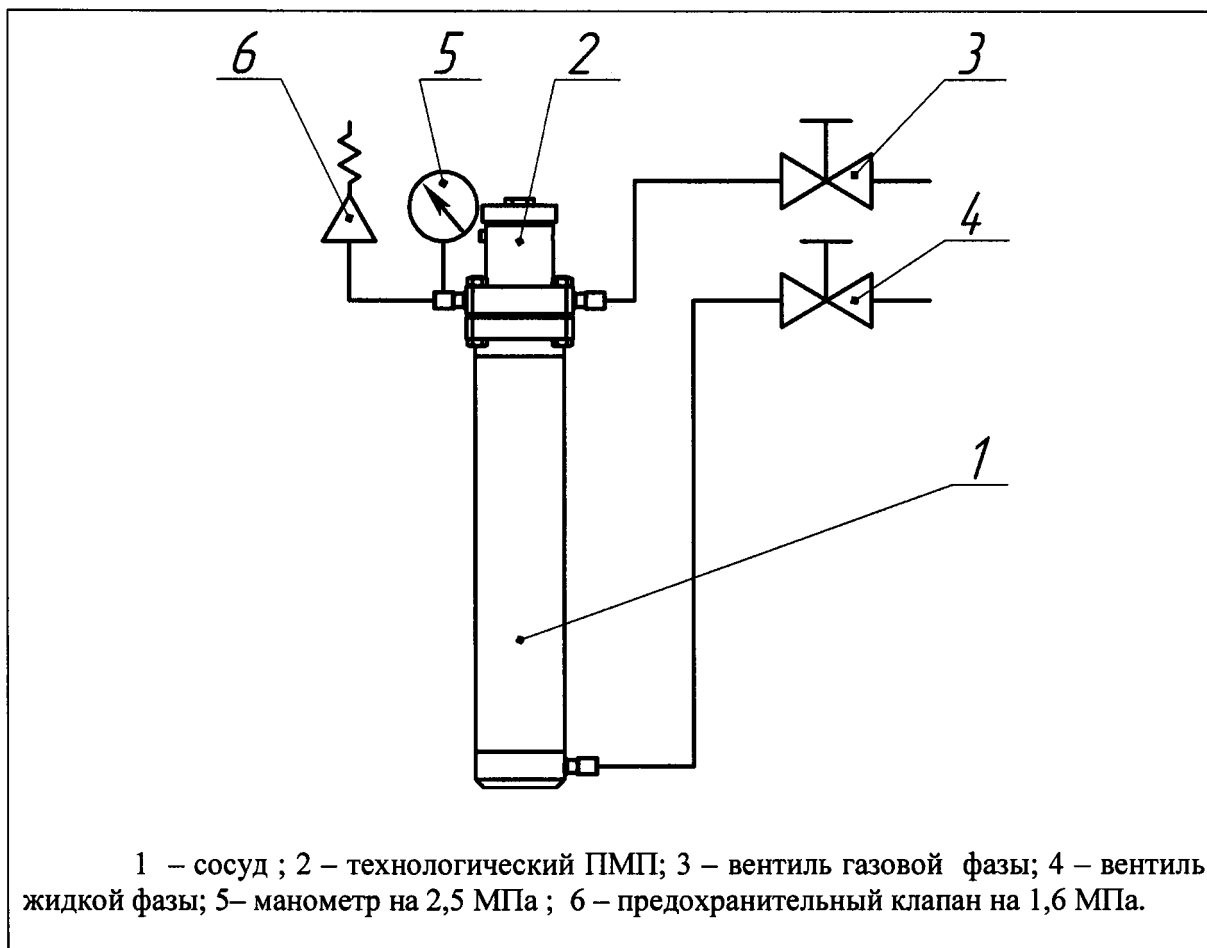 6 5 2 3
4
1
1 – сосуд ; 2 – технологический ПМП; 3 – вентиль газовой фазы; 4 – вентиль
жидкой фазы; 5– манометр на 2,5 МПа ; 6 – предохранительный клапан на 1,6 МПа.